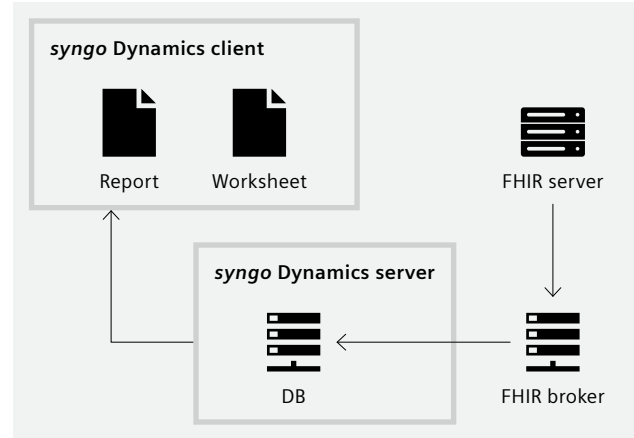 syngo Dynamics client
Report
Worksheet
FHIR server
syngo Dynamics server
DB
FHIR broker